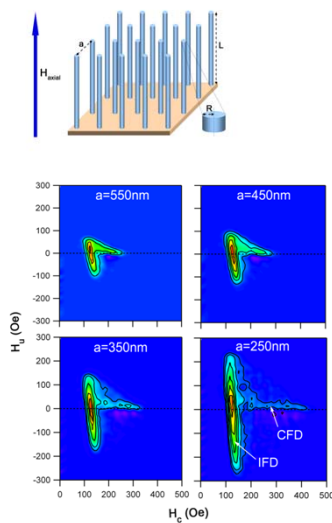 a
L
H_axial
R
300
a=550nm
a=450nm
200
100
0
-100
-200
-300
300
a=350nm
a=250nm
200
100
0
CFD
-100
IFD
-200
-300
0 100 200 300 400 500 0 100 200 300 400 500
H_u (Oe)
H_c (Oe)